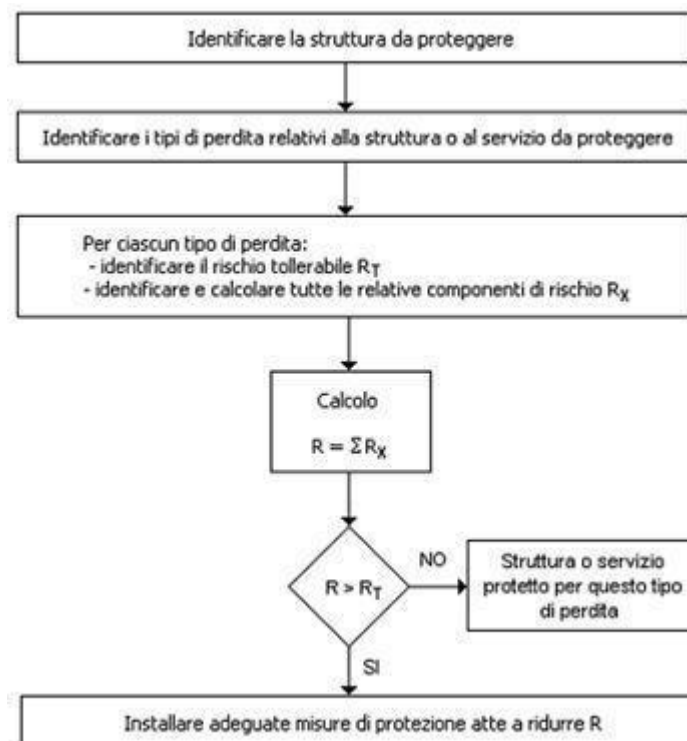 Identificare la struttura da proteggere
Identificare i tipi di perdita relativi alla struttura o al servizio da proteggere
Per ciascun tipo di perdita:
- identificare il rischio tollerabile RT
- identificare e calcolare tutte le relative componenti di rischio RX
Calcolo
R = ΣRX
R > RT
NO
Struttura o servizio
protetto per questo tipo
di perdita
SI
Installare adeguate misure di protezione atte a ridurre R